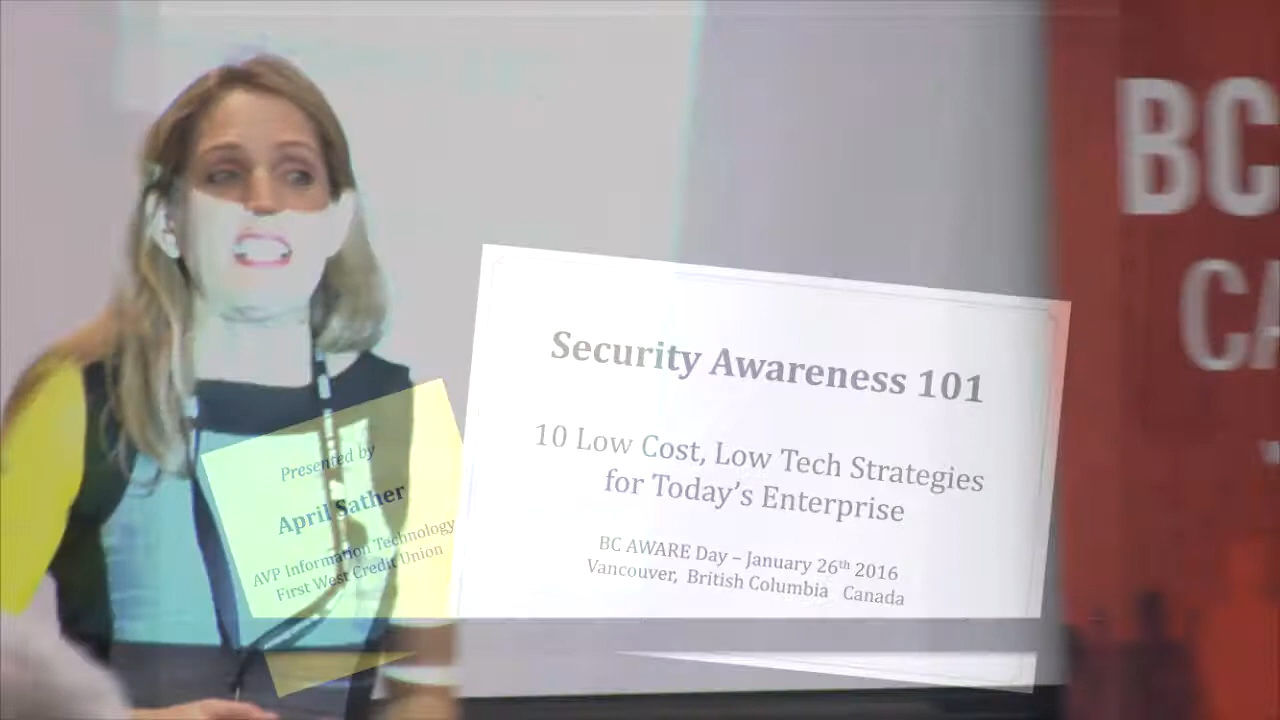 BC
CA
Security Awareness 101
10 Low Cost, Low Tech Strategies
for Today's Enterprise
BC AWARE Day – January 26th 2016
Vancouver, British Columbia Canada
Presented by
April Sather
AVP Information Technology
First West Credit Union